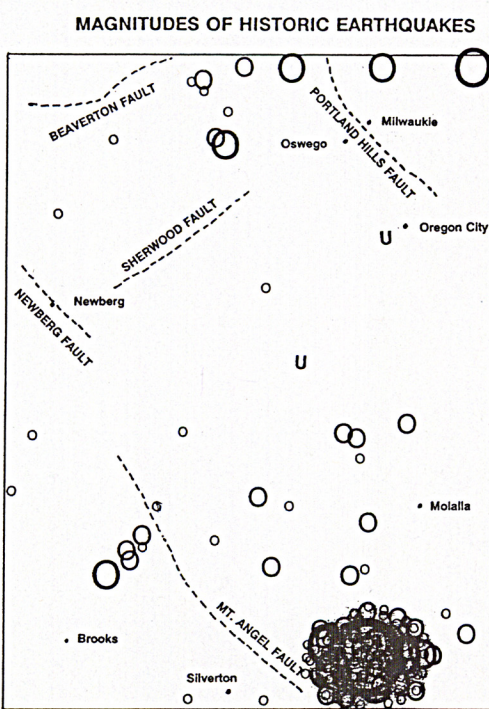 MAGNITUDES OF HISTORIC EARTHQUAKES
BEAVERTON FAULT
PORTLAND HILLS FAULT
Milwaukie
Oswego
SHERWOOD FAULT
U
Oregon City
NEWBERG FAULT
Newberg
U
Molalla
MT. ANGEL FAULT
Brooks
Silverton